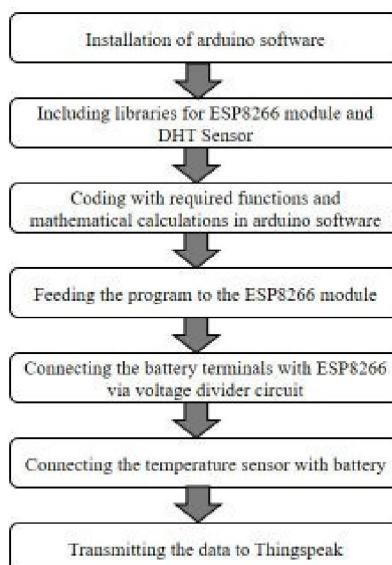 Installation of arduino software
Including libraries for ESP8266 module and
DHT Sensor
Coding with required functions and
mathematical calculations in arduino software
Feeding the program to the ESP8266 module
Connecting the battery terminals with ESP8266
via voltage divider circuit
Connecting the temperature sensor with battery
Transmitting the data to Thingspeak